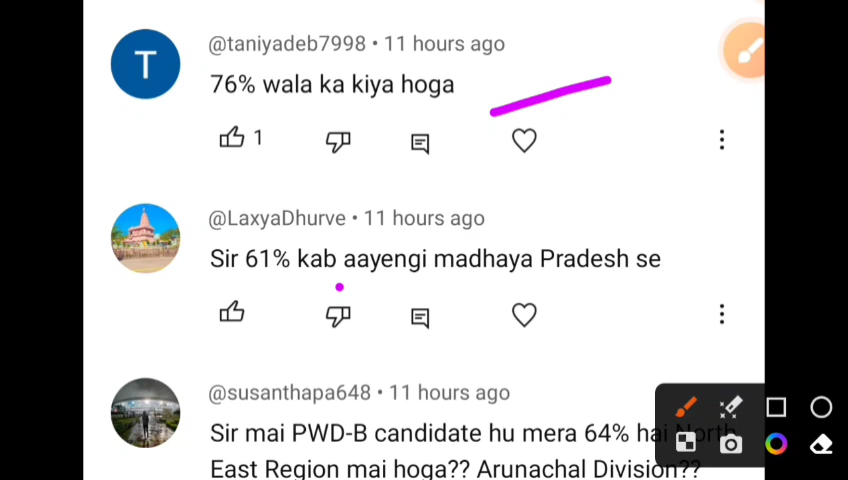 T
@taniyadeb7998 • 11 hours ago
76% wala ka kiya hoga
1
@LaxyaDhurve • 11 hours ago
Sir 61% kab aayengi madhaya Pradesh se
@susanthapa648 • 11 hours ago
Sir mai PWD-B candidate hu mera 64% hai North
East Region mai hoga?? Arunachal Division??